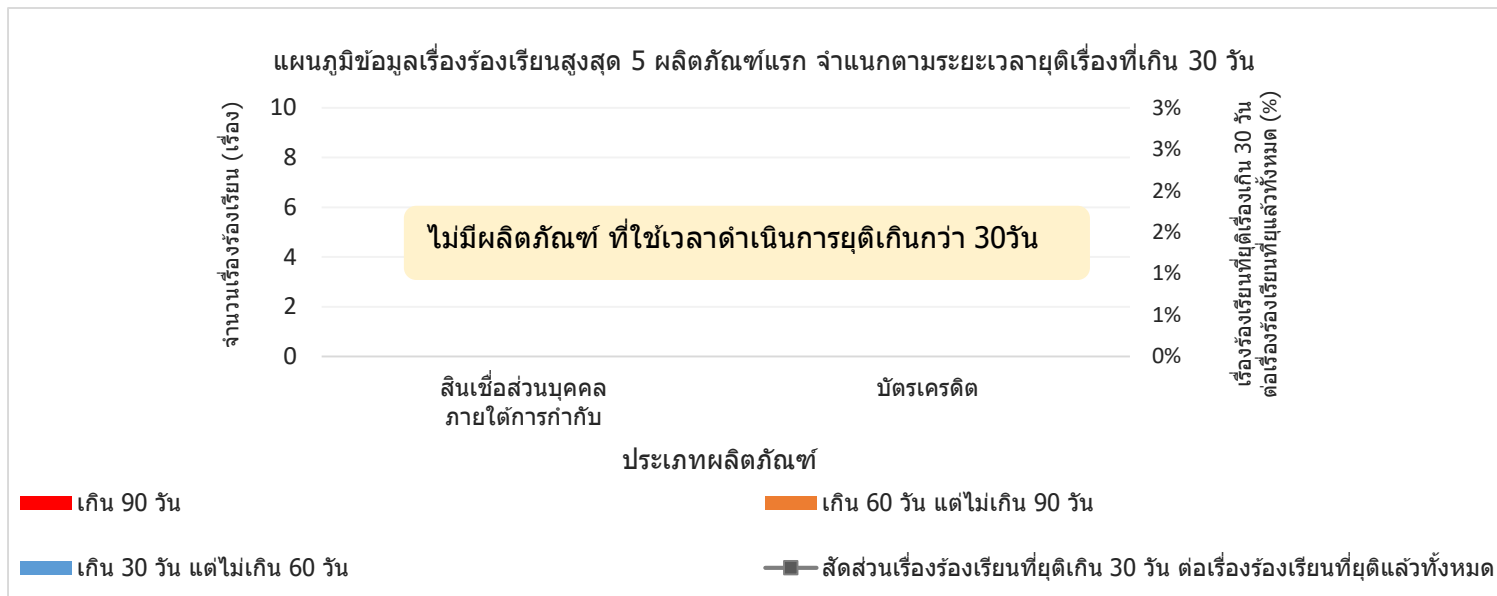 แผนภูมิข้อมูลเรื่องร้องเรียนสูงสุด 5 ผลิตภัณฑ์แรก จำแนกตามระยะเวลายุติเรื่องที่เกิน 30 วัน
จำนวนเรื่องร้องเรียน (เรื่อง)
10
8
6
4
2
0
ไม่มีผลิตภัณฑ์ ที่ใช้เวลาดำเนินการยุติเกินกว่า 30วัน
3%
3%
2%
2%
1%
1%
0%
เรื่องร้องเรียนที่ยุติเรื่องเกิน 30 วัน
ต่อเรื่องร้องเรียนที่ยุแล้วทั้งหมด (%)
สินเชื่อส่วนบุคคล
ภายใต้การกำกับ
บัตรเครดิต
ประเภทผลิตภัณฑ์
เกิน 90 วัน
เกิน 60 วัน แต่ไม่เกิน 90 วัน
เกิน 30 วัน แต่ไม่เกิน 60 วัน
สัดส่วนเรื่องร้องเรียนที่ยุติเกิน 30 วัน ต่อเรื่องร้องเรียนที่ยุติแล้วทั้งหมด